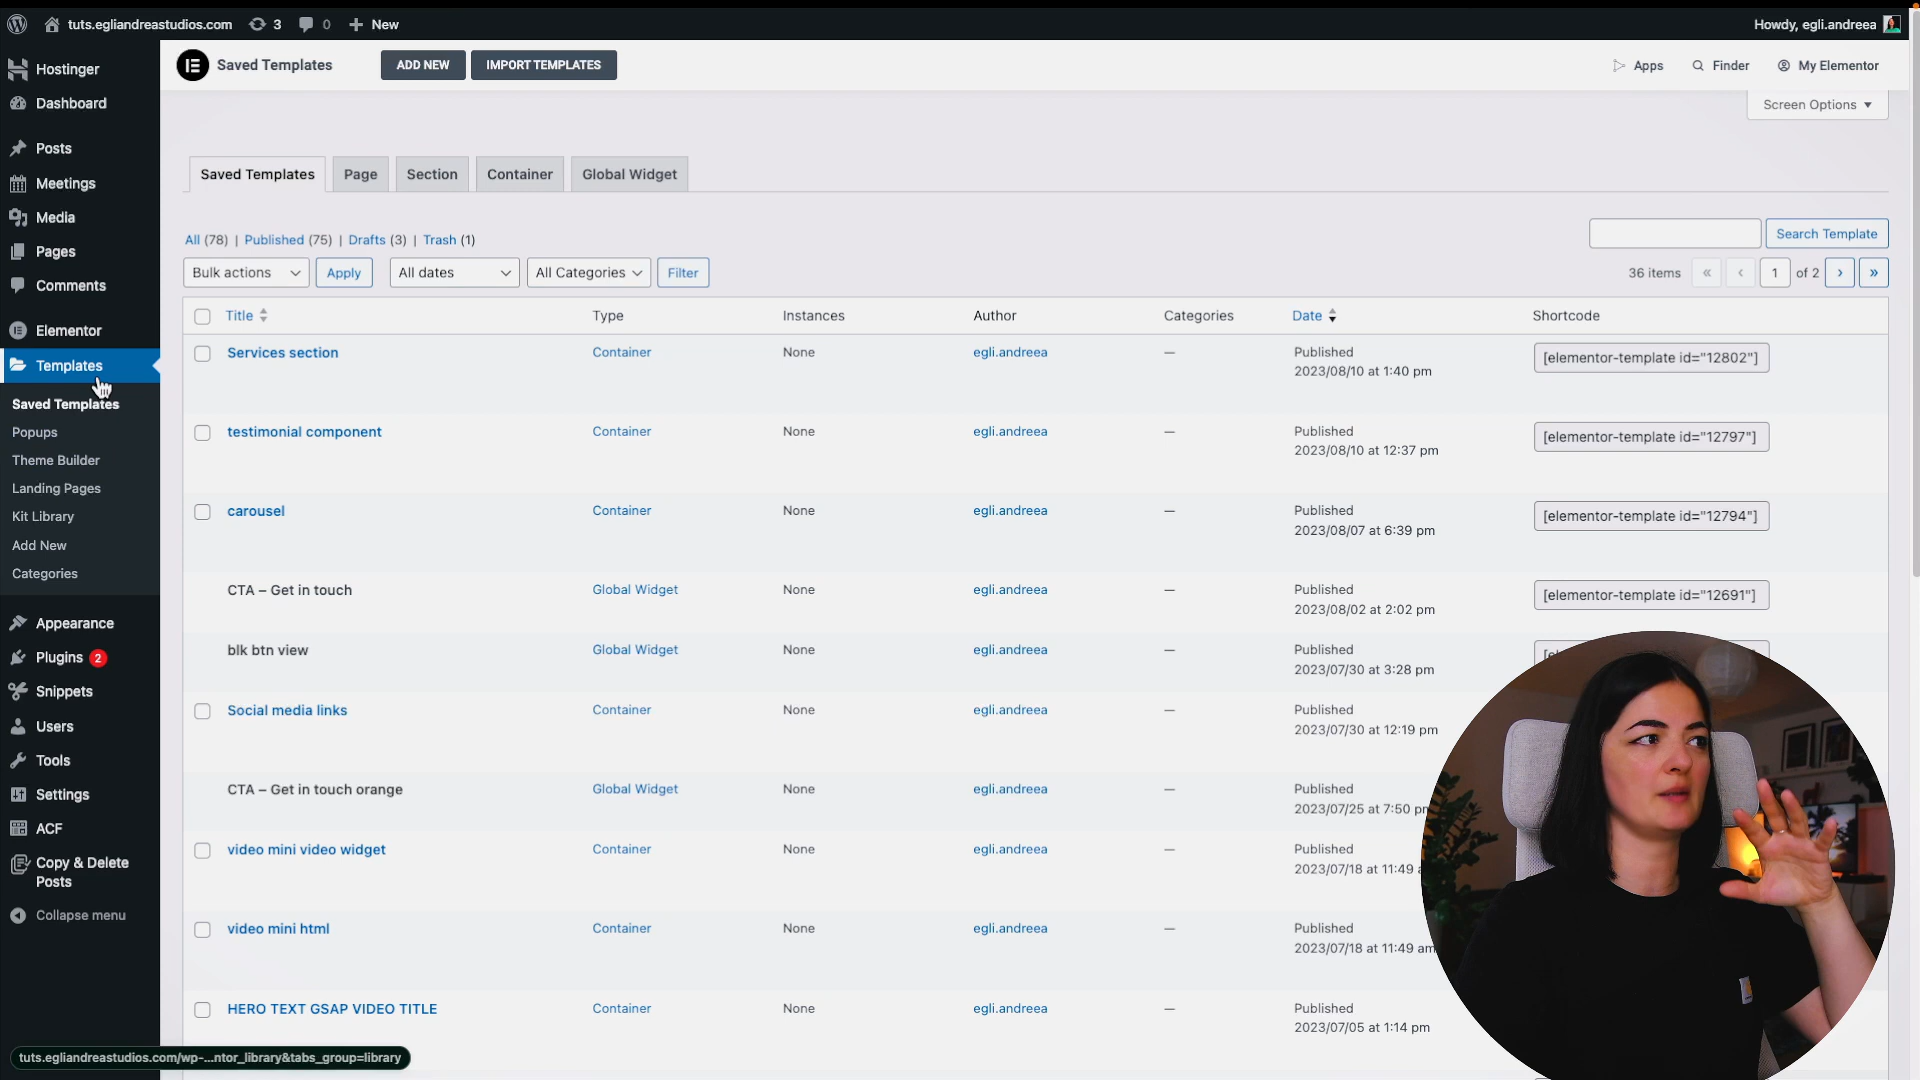 tuts.egliandreastudios.com 3 0 New Howdy, egli.andreea
Hostinger
Dashboard
Posts
Meetings
Media
Pages
Comments
Elementor
Templates
Saved Templates
Popups
Theme Builder
Landing Pages
Kit Library
Add New
Categories
Appearance
Plugins 2
Snippets
Users
Tools
Settings
ACF
Copy & Delete
Posts
Collapse menu
Saved Templates ADD NEW IMPORT TEMPLATES Apps Finder My Elementor
Screen Options
Saved Templates Page Section Container Global Widget
All (78) | Published (75) | Drafts (3) | Trash (1) Search Template
Bulk actions Apply All dates All Categories Filter 36 items « ‹ 1 of 2 › »
Title Type Instances Author Categories Date Shortcode
Services section Container None egli.andreea — Published [elementor-template id="12802"]
2023/08/10 at 1:40 pm
testimonial component Container None egli.andreea — Published [elementor-template id="12797"]
2023/08/10 at 12:37 pm
carousel Container None egli.andreea — Published [elementor-template id="12794"]
2023/08/07 at 6:39 pm
CTA – Get in touch Global Widget None egli.andreea — Published [elementor-template id="12691"]
2023/08/02 at 2:02 pm
blk btn view Global Widget None egli.andreea — Published
2023/07/30 at 3:28 pm
Social media links Container None egli.andreea — Published
2023/07/30 at 12:19 pm
CTA – Get in touch orange Global Widget None egli.andreea — Published
2023/07/25 at 7:50 pm
video mini video widget Container None egli.andreea — Published
2023/07/18 at 11:49
video mini html Container None egli.andreea — Published
2023/07/18 at 11:49 am
HERO TEXT GSAP VIDEO TITLE Container None egli.andreea — Published
2023/07/05 at 1:14 pm
tuts.egliandreastudios.com/wp-...ntor_library&tabs_group=library